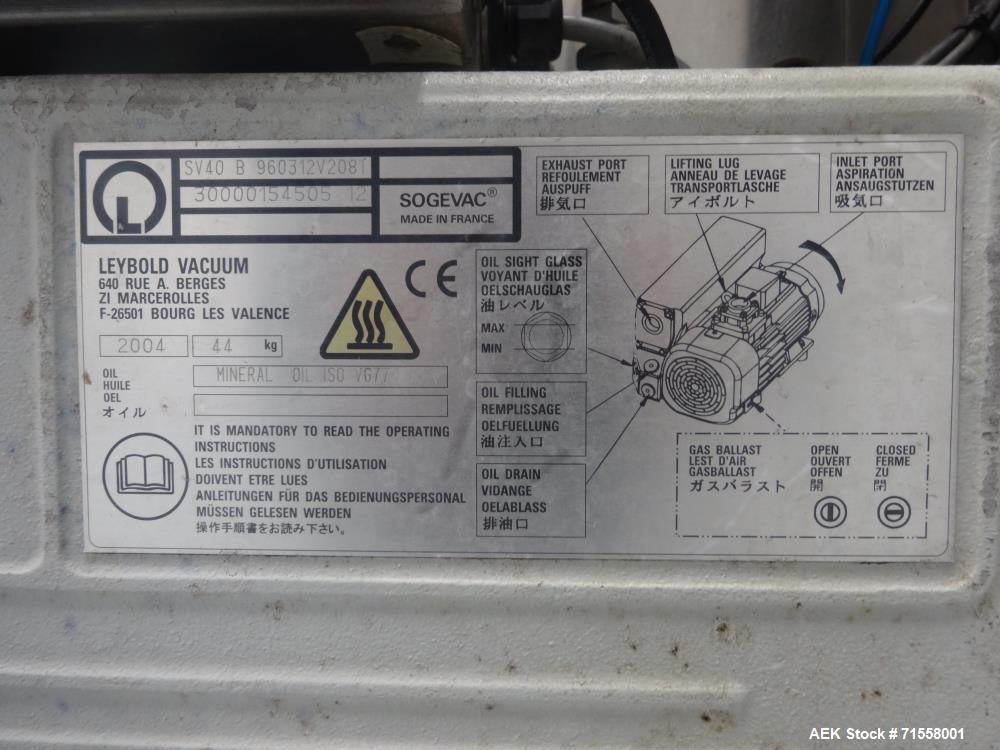 SV40 B 960312V2081
30000154505 12
SOGEVAC®
MADE IN FRANCE
LEYBOLD VACUUM
640 RUE A. BERGES
ZI MARCEROLLES
F-26501 BOURG LES VALENCE
CE
2004
44 kg
OIL
HUILE
OEL
オイル
MINERAL OIL ISO VG77
IT IS MANDATORY TO READ THE OPERATING
INSTRUCTIONS
LES INSTRUCTIONS D'UTILISATION
DOIVENT ETRE LUES
ANLEITUNGEN FÜR DAS BEDIENUNGSPERSONAL
MÜSSEN GELESEN WERDEN
操作手順書をお読み下さい。
EXHAUST PORT
REFOULEMENT
AUSPUFF
排気口
LIFTING LUG
ANNEAU DE LEVAGE
TRANSPORTLASCHE
アイボルト
INLET PORT
ASPIRATION
ANSAUGSTUTZEN
吸気口
OIL SIGHT GLASS
VOYANT D'HUILE
OELSCHAUGLAS
油レベル
MAX
MIN
OIL FILLING
REMPLISSAGE
OELFUELLUNG
油注入口
OIL DRAIN
VIDANGE
OELABLASS
排油口
GAS BALLAST
LEST D'AIR
GASBALLAST
ガスバラスト
OPEN
OUVERT
OFFEN
開
CLOSED
FERME
ZU
閉
AEK Stock #71558001